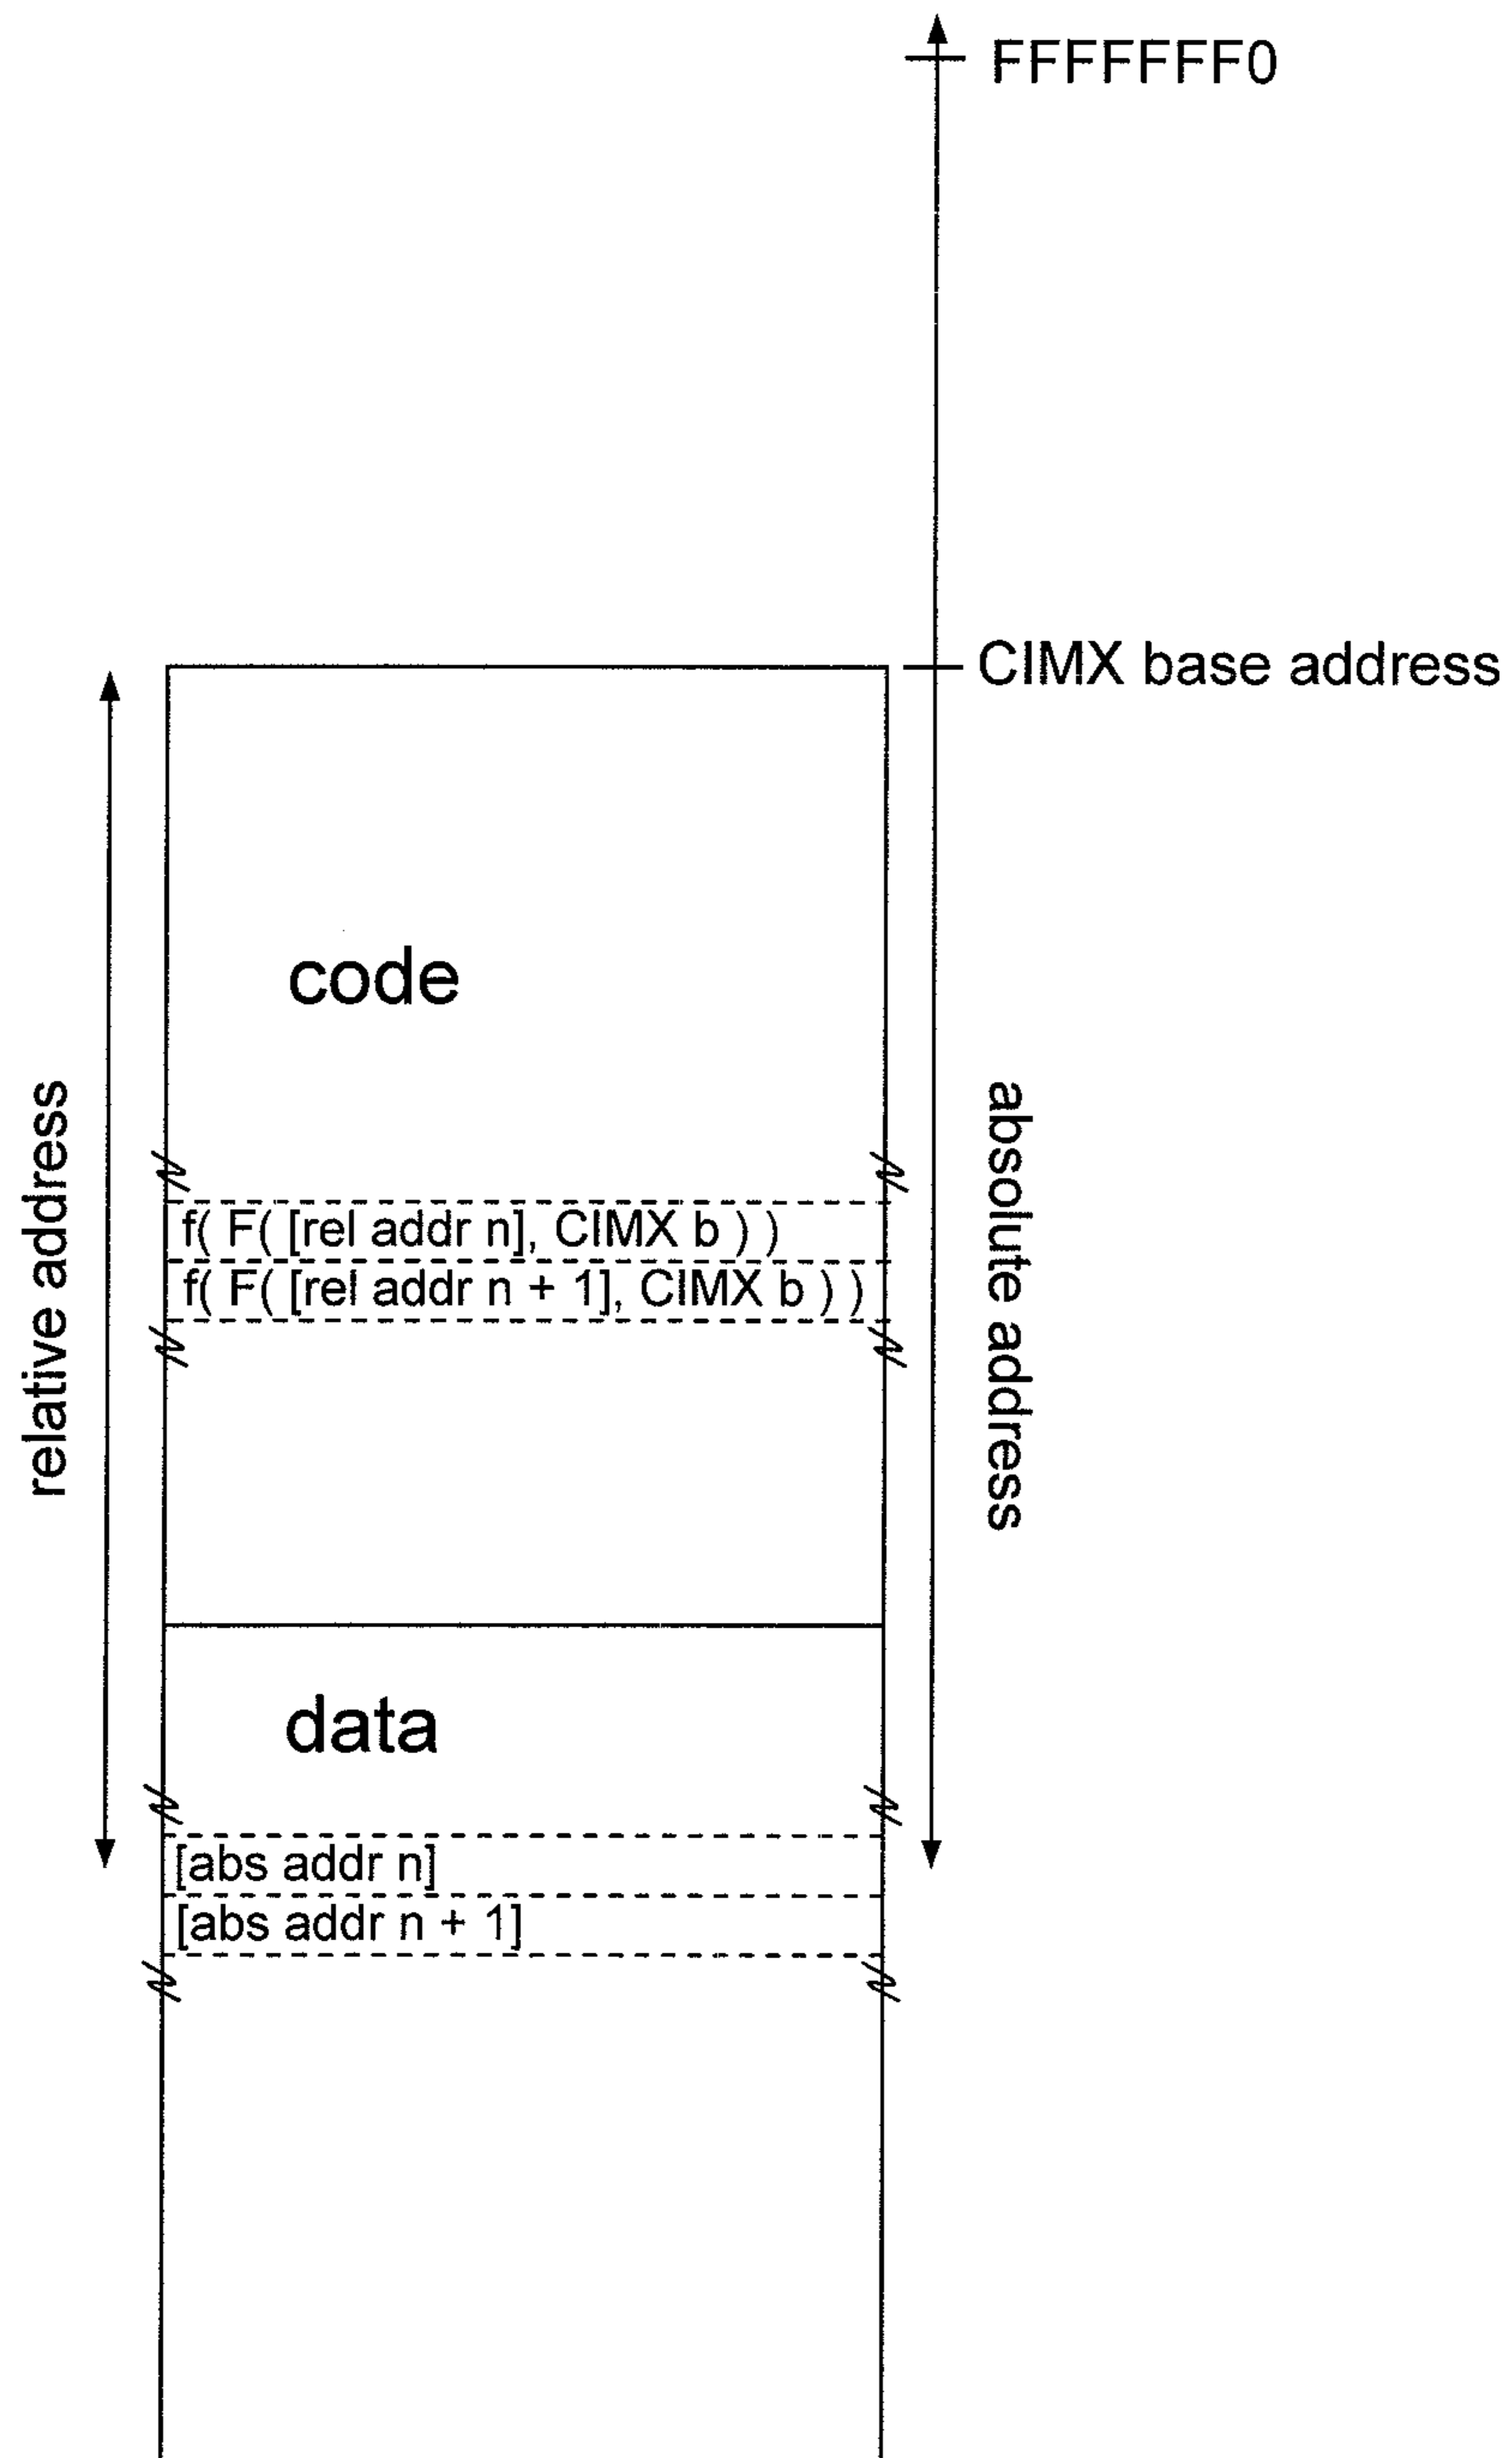 FFFFFFF0
CIMX base address
code
relative address
absolute address
f( F( [rel addr n], CIMX b ) )
f( F( [rel addr n + 1], CIMX b ) )
data
[abs addr n]
[abs addr n + 1]